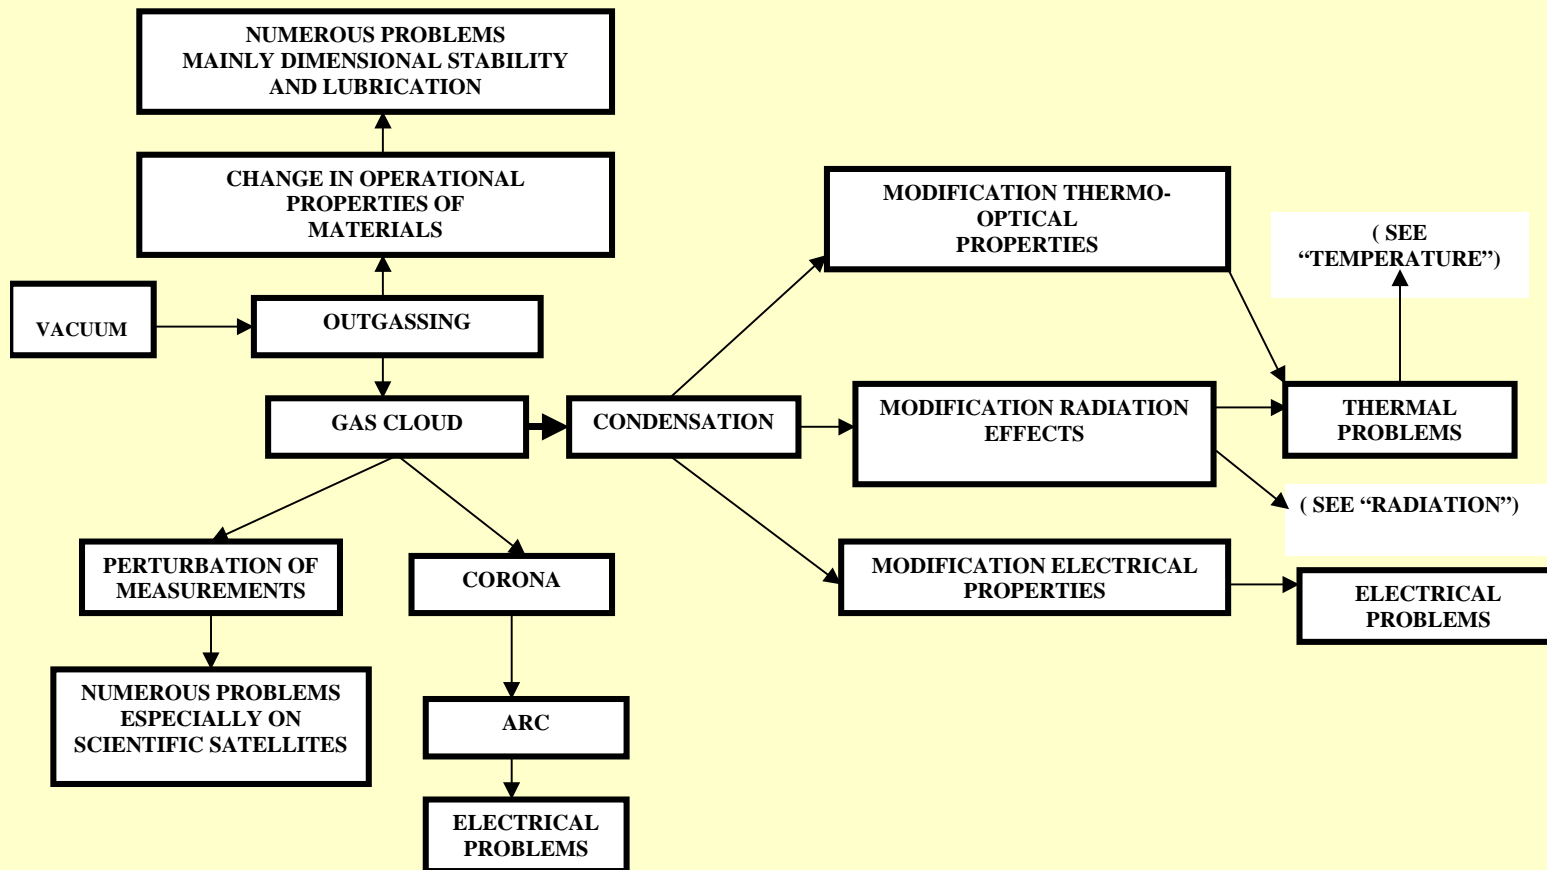 NUMEROUS PROBLEMS
MAINLY DIMENSIONAL STABILITY
AND LUBRICATION
CHANGE IN OPERATIONAL
PROPERTIES OF
MATERIALS
VACUUM
OUTGASSING
GAS CLOUD
CONDENSATION
MODIFICATION THERMO-
OPTICAL
PROPERTIES
( SEE
“TEMPERATURE”)
MODIFICATION RADIATION
EFFECTS
THERMAL
PROBLEMS
( SEE “RADIATION”)
MODIFICATION ELECTRICAL
PROPERTIES
ELECTRICAL
PROBLEMS
PERTURBATION OF
MEASUREMENTS
CORONA
NUMEROUS PROBLEMS
ESPECIALLY ON
SCIENTIFIC SATELLITES
ARC
ELECTRICAL
PROBLEMS